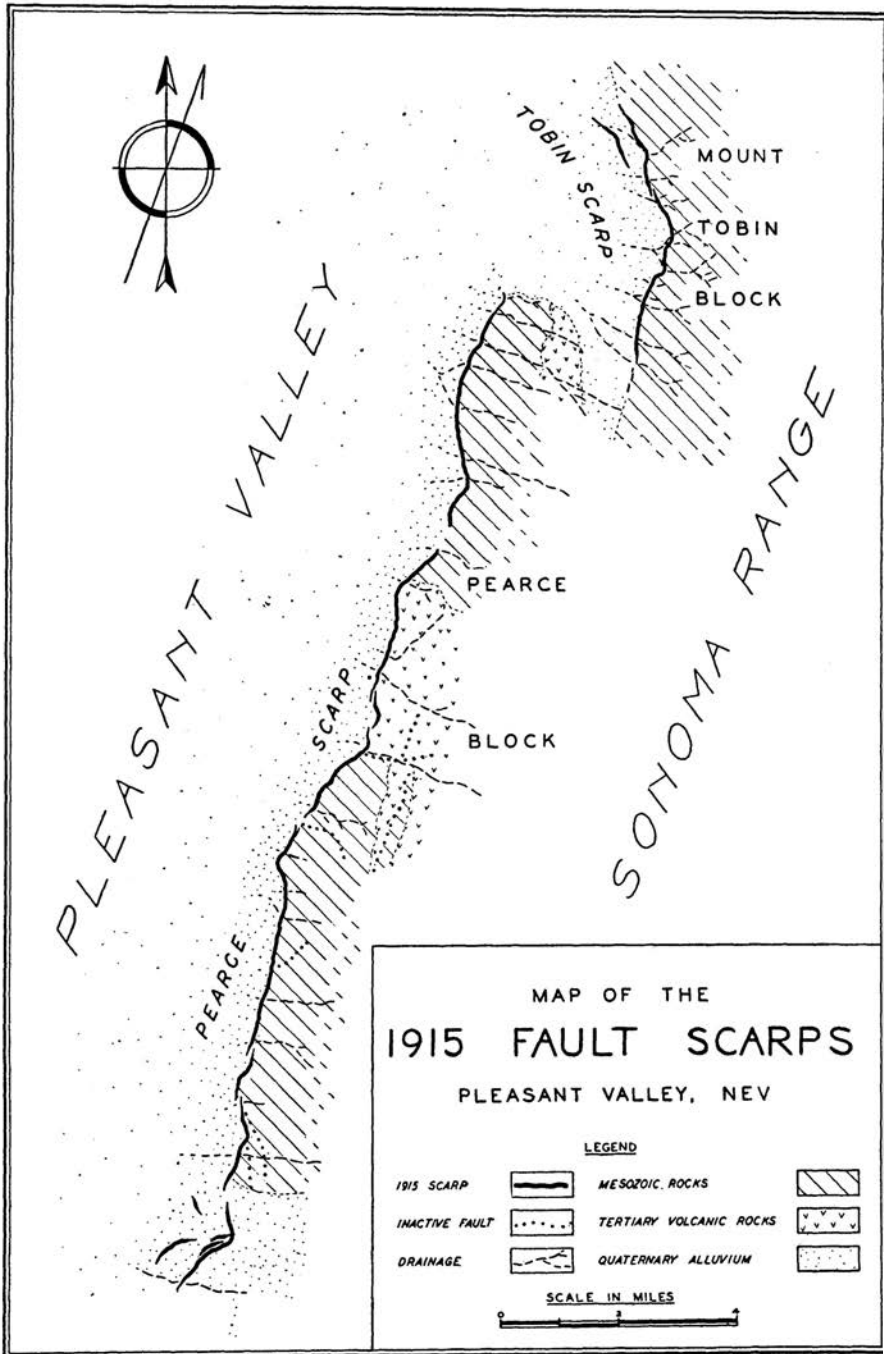 TOBIN SCARP
MOUNT
TOBIN
BLOCK
PLEASANT VALLEY
SONOMA RANGE
PEARCE
BLOCK
PEARCE SCARP
MAP OF THE
1915 FAULT SCARPS
PLEASANT VALLEY, NEV
LEGEND
1915 SCARP
MESOZOIC ROCKS
INACTIVE FAULT
TERTIARY VOLCANIC ROCKS
DRAINAGE
QUATERNARY ALLUVIUM
SCALE IN MILES
0 2 4